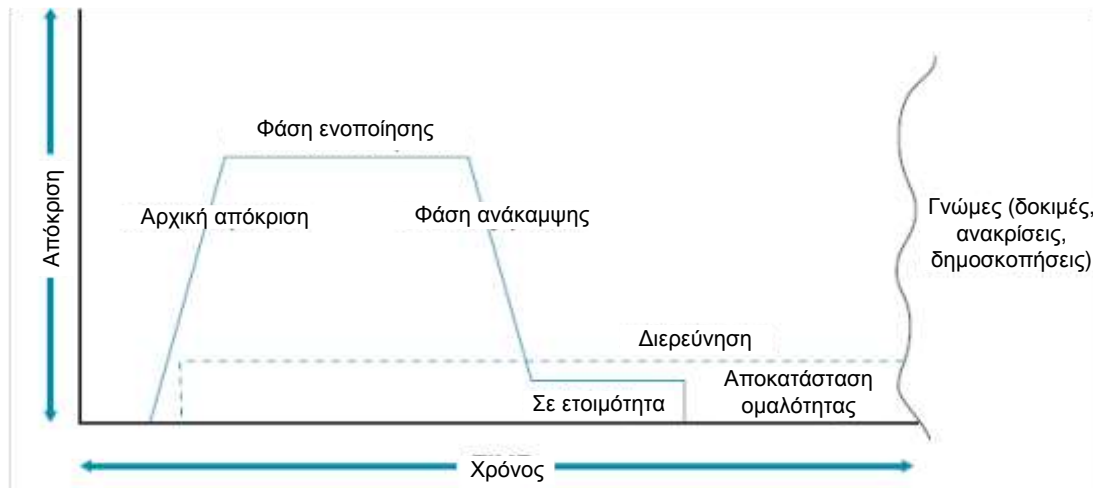 Φάση ενοποίησης
Απόκριση
Αρχική απόκριση
Φάση ανάκαμψης
Γνώμες (δοκιμές,
ανακρίσεις,
δημοσκοπήσεις)
Διερεύνηση
Σε ετοιμότητα
Αποκατάσταση
ομαλότητας
Χρόνος